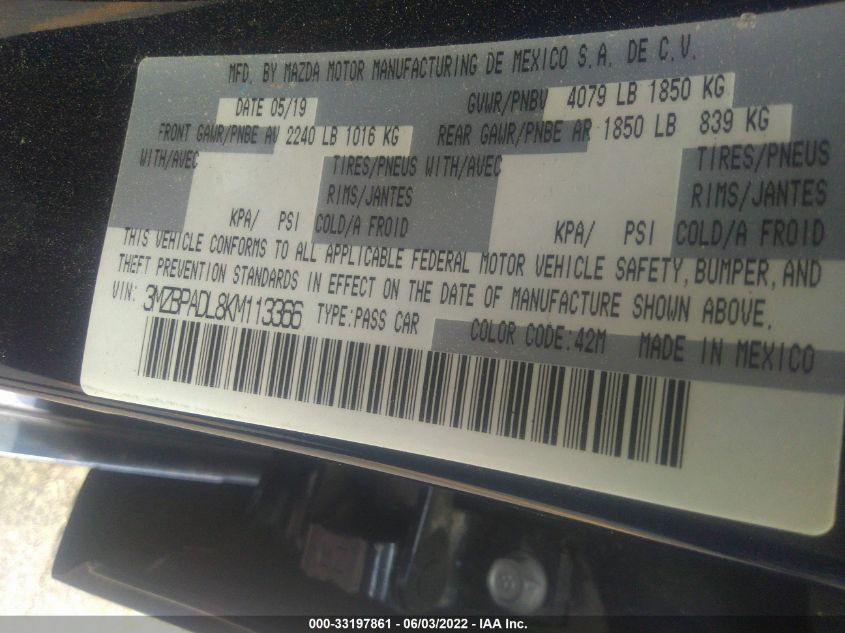 MFD. BY MAZDA MOTOR MANUFACTURING DE MEXICO S.A. DE C.V.
DATE 05/19 GVWR/PNBV 4079 LB 1850 KG
FRONT GAWR/PNBE AV 2240 LB 1016 KG REAR GAWR/PNBE AR 1850 LB 839 KG
WITH/AVEC TIRES/PNEUS WITH/AVEC TIRES/PNEUS
RIMS/JANTES RIMS/JANTES
KPA/ PSI COLD/A FROID KPA/ PSI COLD/A FROID
THIS VEHICLE CONFORMS TO ALL APPLICABLE FEDERAL MOTOR VEHICLE SAFETY, BUMPER, AND
THEFT PREVENTION STANDARDS IN EFFECT ON THE DATE OF MANUFACTURE SHOWN ABOVE.
VIN: 3MZBPADL8KM113366 TYPE:PASS CAR
COLOR CODE:42M MADE IN MEXICO
000-33197861 - 06/03/2022 - IAA Inc.